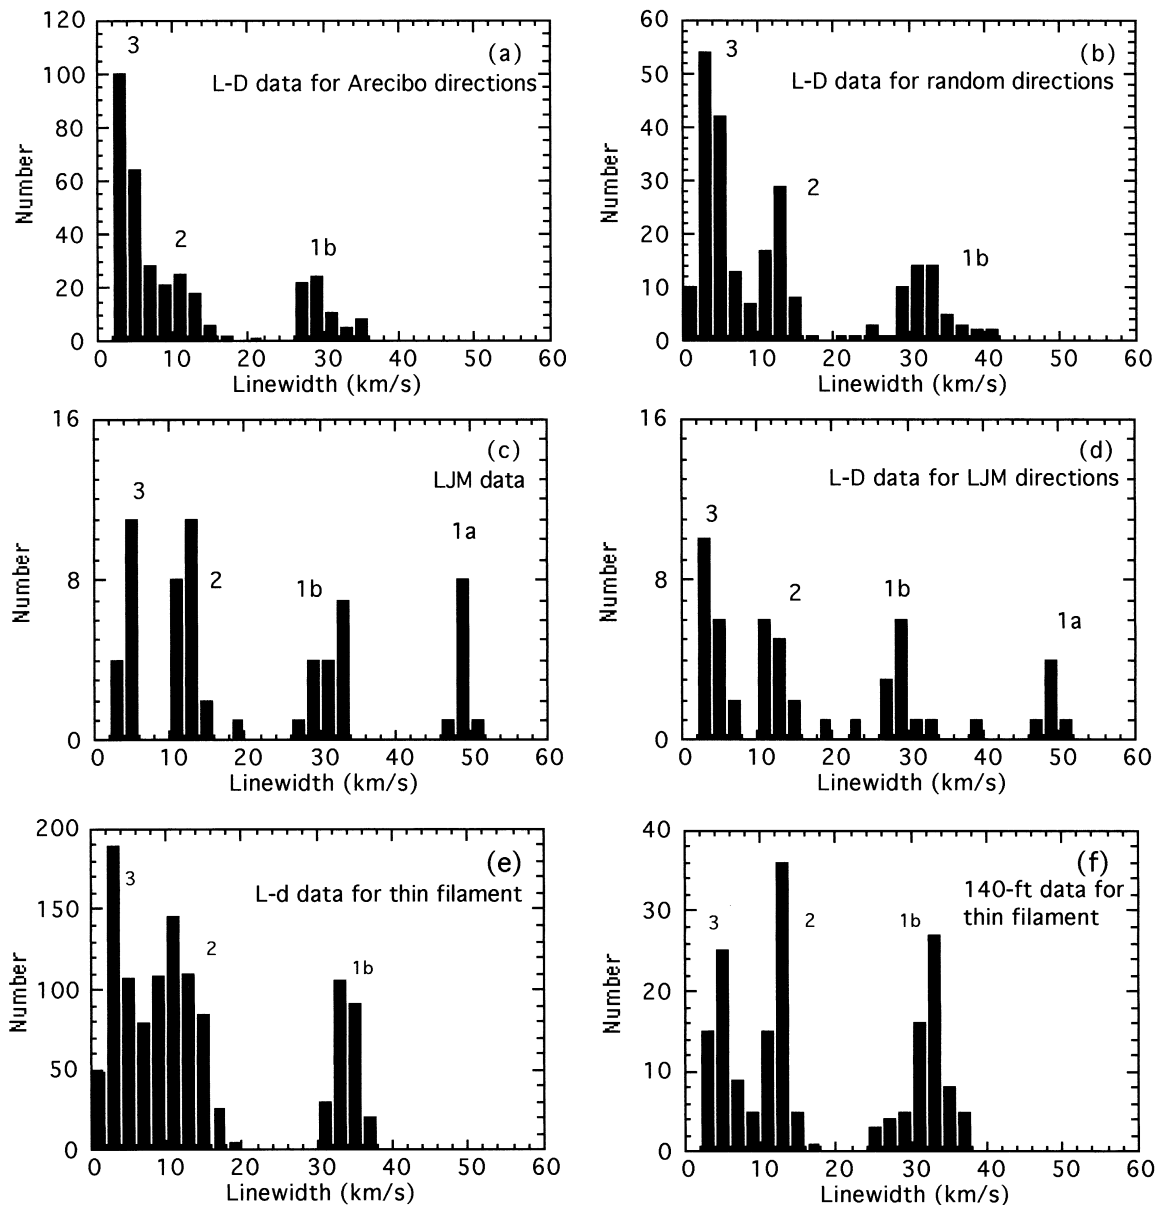 120
100
80
60
40
20
0
Number
3
2
1b
(a)
L-D data for Arecibo directions
0 10 20 30 40 50 60
Linewidth (km/s)
60
50
40
30
20
10
0
Number
3
2
1b
(b)
L-D data for random directions
0 10 20 30 40 50 60
Linewidth (km/s)
16
8
0
Number
3
2
1b
1a
(c)
LJM data
0 10 20 30 40 50 60
Linewidth (km/s)
16
8
0
Number
3
2
1b
1a
(d)
L-D data for LJM directions
0 10 20 30 40 50 60
Linewidth (km/s)
200
150
100
50
0
Number
3
2
1b
(e)
L-d data for thin filament
0 10 20 30 40 50 60
Linewidth (km/s)
40
30
20
10
0
Number
3
2
1b
(f)
140-ft data for
thin filament
0 10 20 30 40 50 60
Linewidth (km/s)